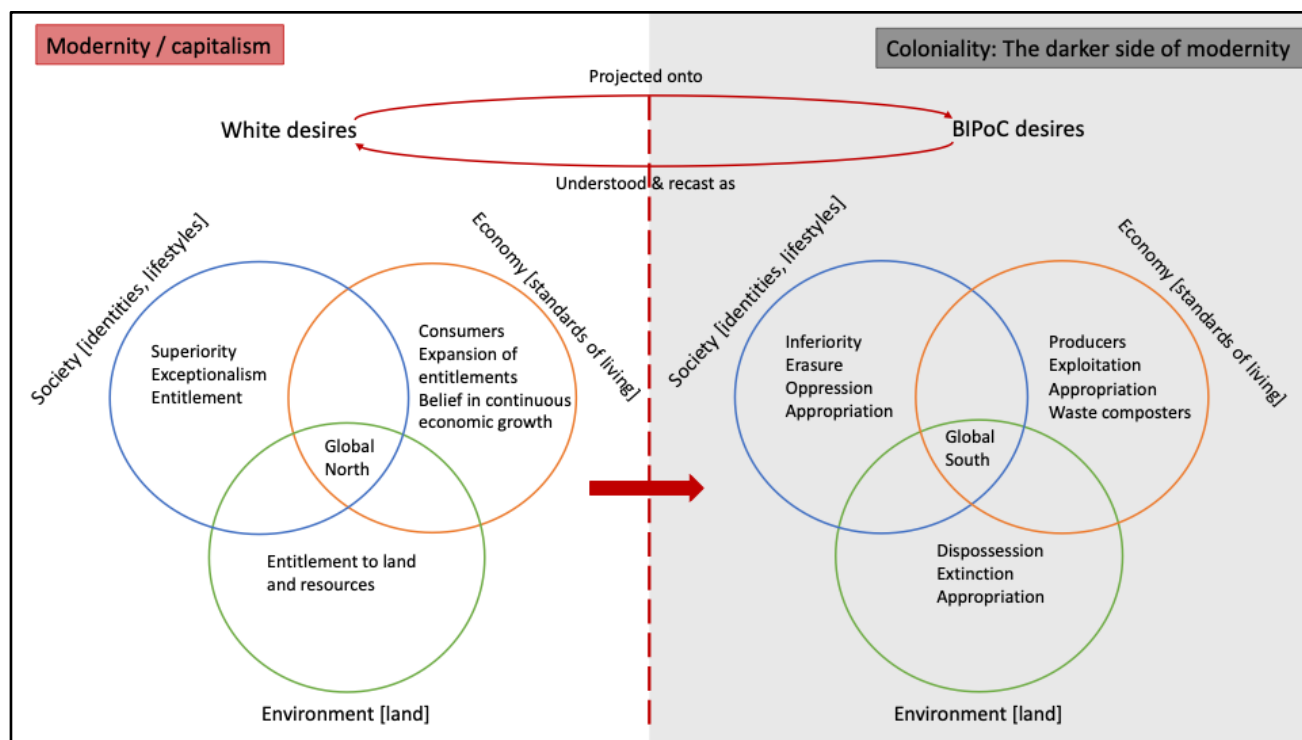 Modernity / capitalism
Coloniality: The darker side of modernity
Projected onto
White desires
BIPoC desires
Understood & recast as
Society [identities, lifestyles]
Economy [standards of living]
Superiority
Exceptionalism
Entitlement
Consumers
Expansion of
entitlements
Belief in continuous
economic growth
Global
North
Entitlement to land
and resources
Environment [land]
Society [identities, lifestyles]
Economy [standards of living]
Inferiority
Erasure
Oppression
Appropriation
Producers
Exploitation
Appropriation
Waste composters
Global
South
Dispossession
Extinction
Appropriation
Environment [land]